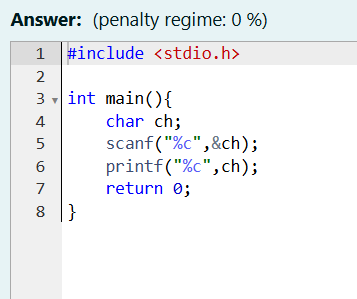 Answer: (penalty regime: 0 %)
1 #include <stdio.h>
2
3 int main(){
4     char ch;
5     scanf("%c",&ch);
6     printf("%c",ch);
7     return 0;
8 }